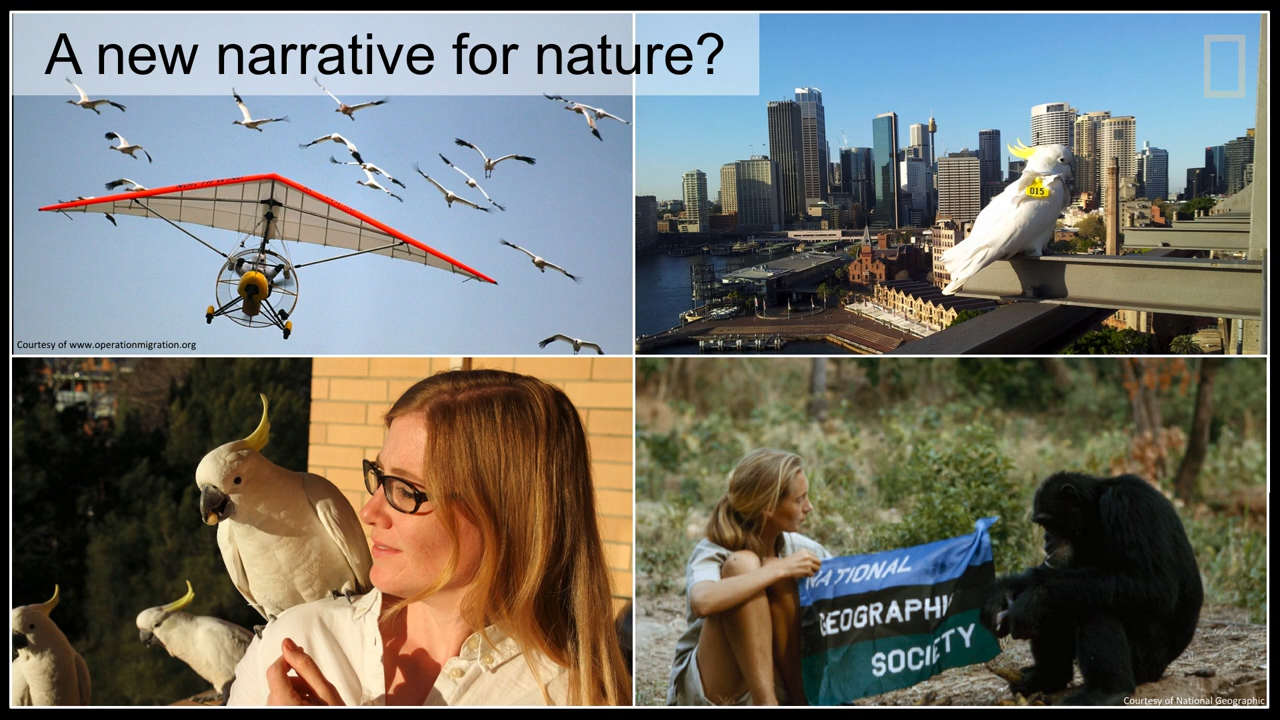 A new narrative for nature?
015
Courtesy of www.operationmigration.org
NATIONAL
GEOGRAPHIC
SOCIETY
Courtesy of National Geographic